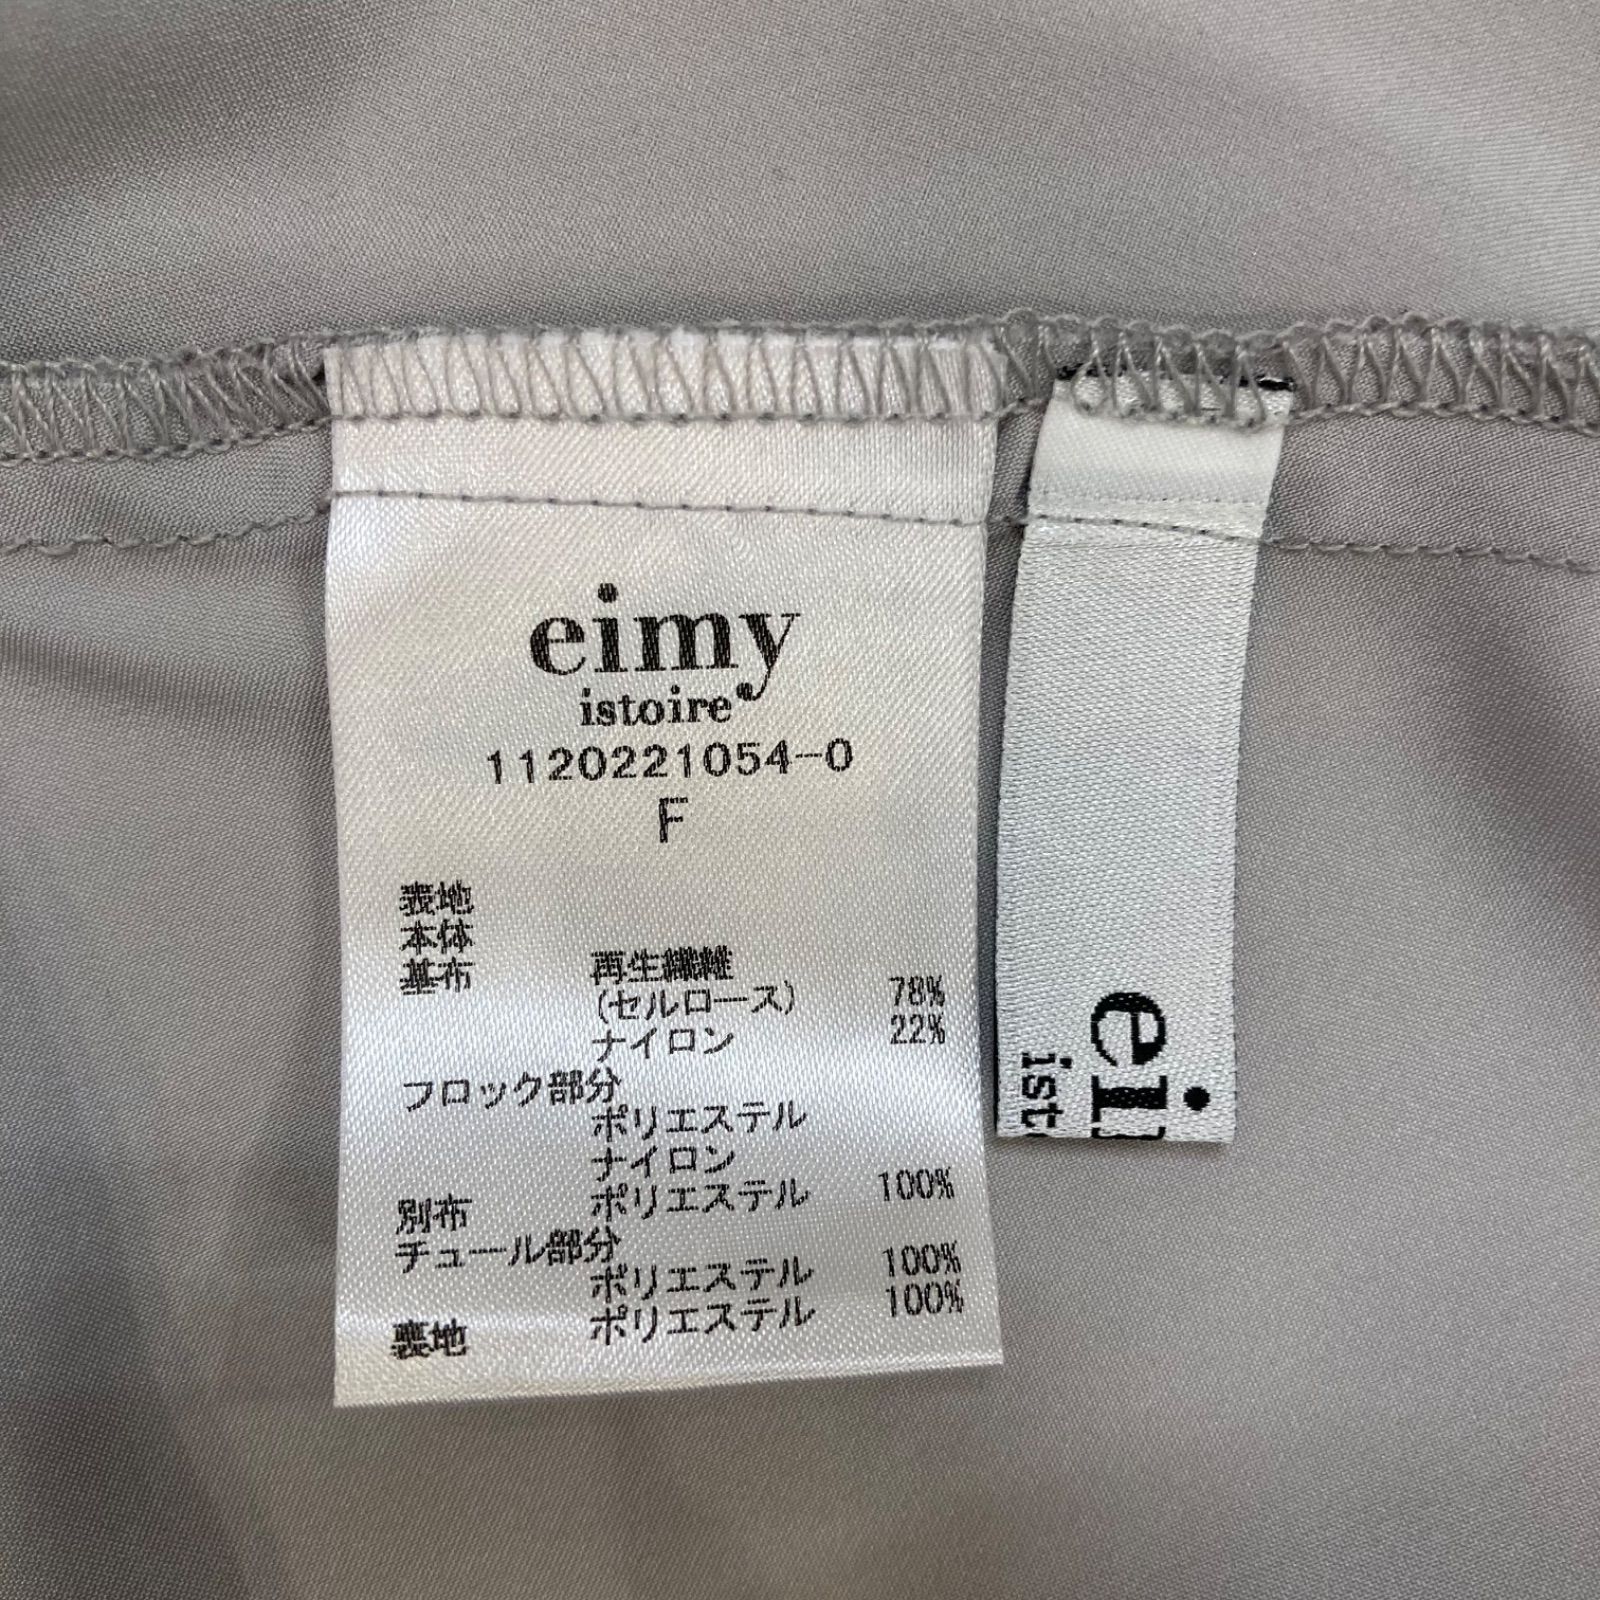 eimy
istoire
1120221054-0
F
表地
本体
基布 再生繊維
(セルロース) 78%
ナイロン 22%
フロック部分
ポリエステル
ナイロン
別布 ポリエステル 100%
チュール部分
ポリエステル 100%
裏地 ポリエステル 100%
ei
ist